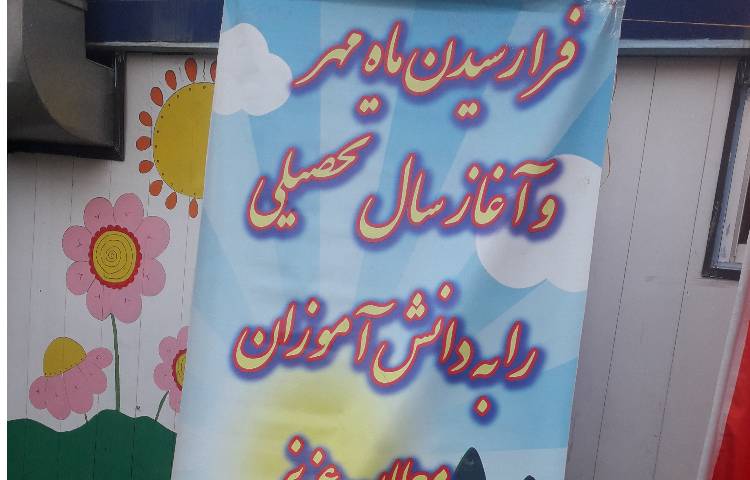 فرارسیدن ماه مهر
و آغاز سال تحصیلی
را به دانش آموزان